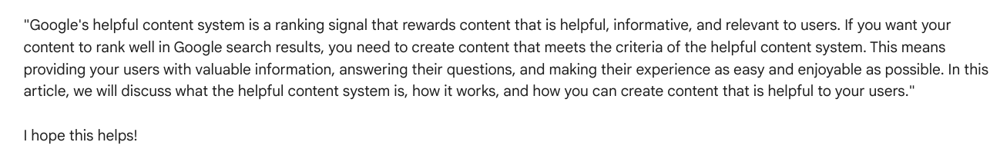 "Google's helpful content system is a ranking signal that rewards content that is helpful, informative, and relevant to users. If you want your
content to rank well in Google search results, you need to create content that meets the criteria of the helpful content system. This means
providing your users with valuable information, answering their questions, and making their experience as easy and enjoyable as possible. In this
article, we will discuss what the helpful content system is, how it works, and how you can create content that is helpful to your users."
I hope this helps!